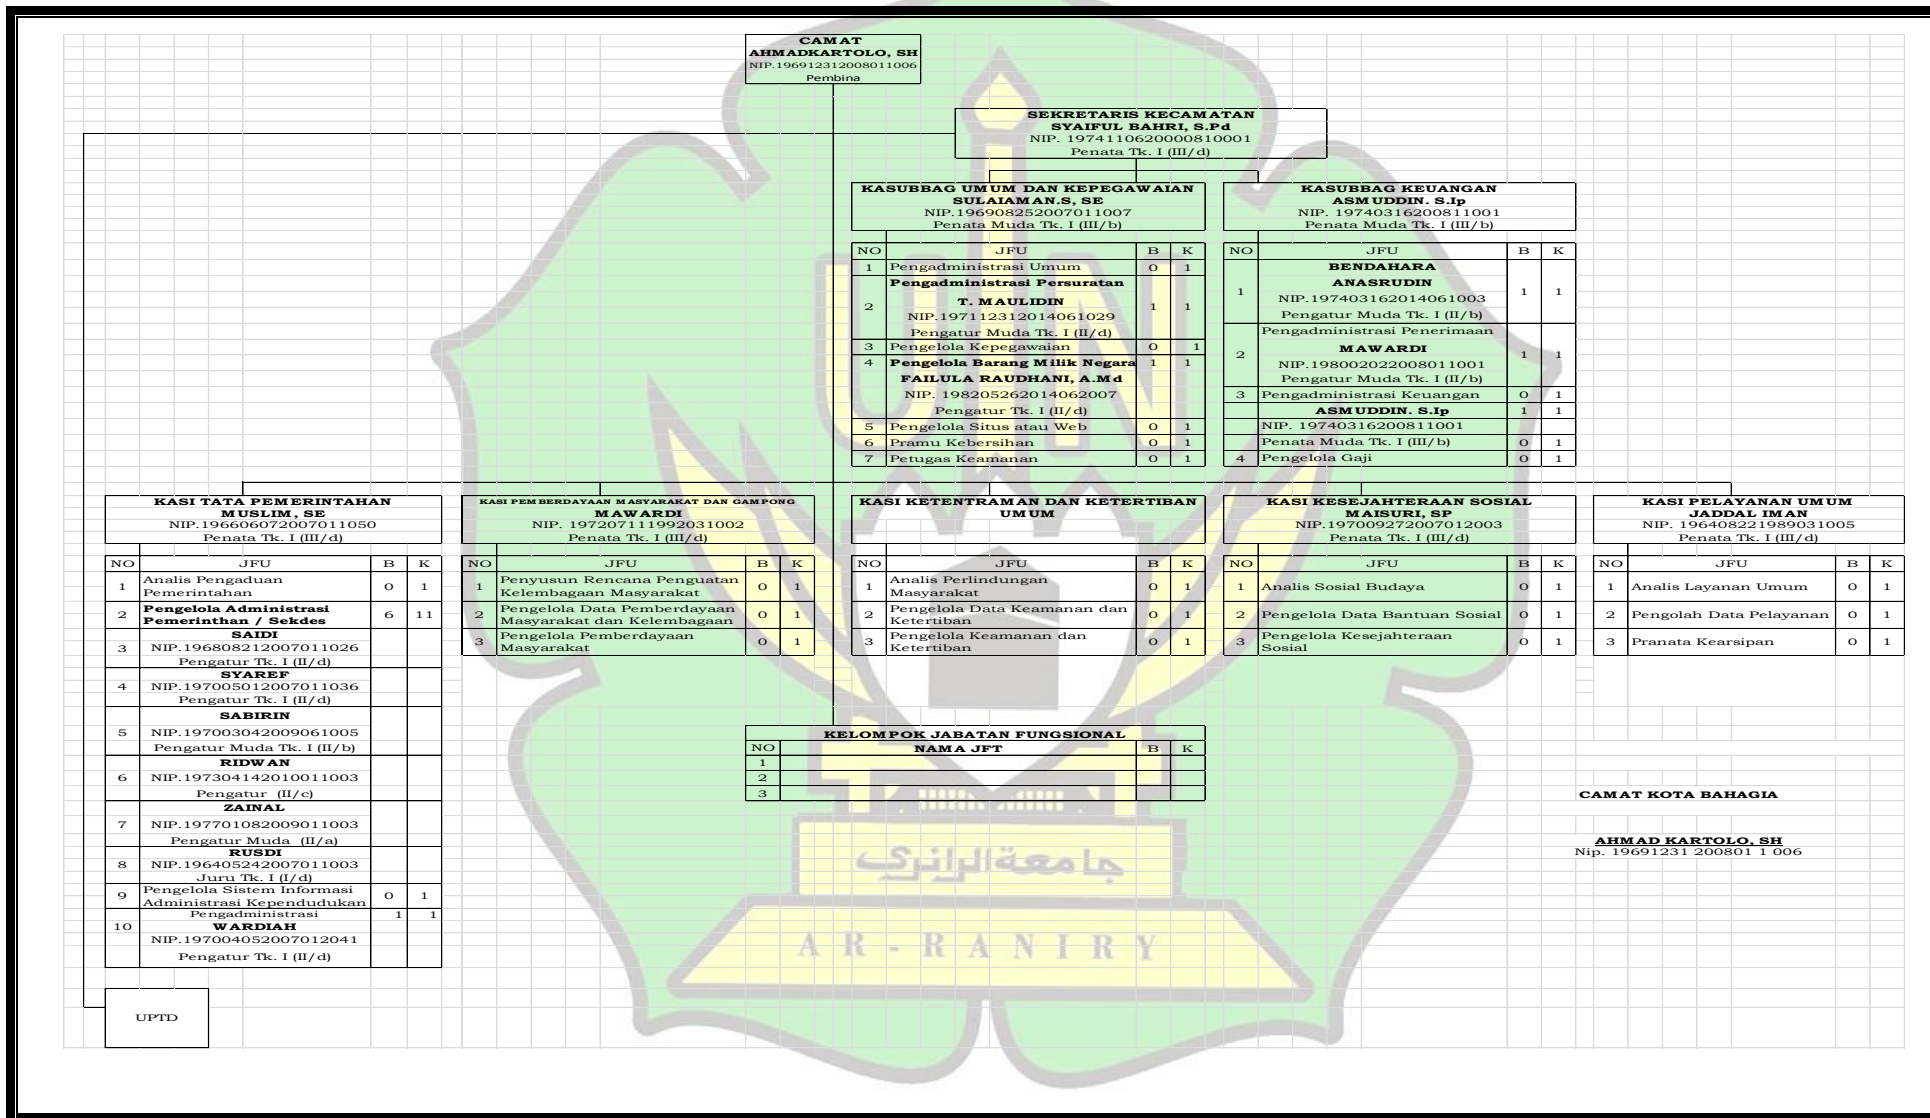 CAMAT
AHMADKARTOLO, SH
NIP.196912312008011006
Pembina
SEKRETARIS KECAMATAN
SYAIFUL BAHRI, S.Pd
NIP. 1974110620000810001
Penata Tk. I (III/d)
KASUBBAG UMUM DAN KEPEGAWAIAN
SULAIAMAN.S, SE
NIP.196908252007011007
Penata Muda Tk. I (III/b)
NO JFU B K
1 Pengadministrasi Umum 0 1
Pengadministrasi Persuratan
2 T. MAULIDIN 1 1
NIP.197112312014061029
Pengatur Muda Tk. I (II/d)
3 Pengelola Kepegawaian 0 1
4 Pengelola Barang Milik Negara 1 1
FAILULA RAUDHANI, A.Md
NIP. 198205262014062007
Pengatur Tk. I (II/d)
5 Pengelola Situs atau Web 0 1
6 Pramu Kebersihan 0 1
7 Petugas Keamanan 0 1
KASUBBAG KEUANGAN
ASMUDDIN. S.Ip
NIP. 19740316200811001
Penata Muda Tk. I (III/b)
NO JFU B K
BENDAHARA
1 ANASRUDIN 1 1
NIP.197403162014061003
Pengatur Muda Tk. I (II/b)
Pengadministrasi Penerimaan
2 MAWARDI 1 1
NIP.198002022008011001
Pengatur Muda Tk. I (II/b)
3 Pengadministrasi Keuangan 0 1
ASMUDDIN. S.Ip 1 1
NIP. 19740316200811001
Penata Muda Tk. I (III/b) 0 1
4 Pengelola Gaji 0 1
KASI TATA PEMERINTAHAN
MUSLIM, SE
NIP.196606072007011050
Penata Tk. I (III/d)
NO JFU B K
1 Analis Pengaduan 0 1
Pemerintahan
2 Pengelola Administrasi 6 11
Pemerinthan / Sekdes
SAIDI
3 NIP.196808212007011026
Pengatur Tk. I (II/d)
SYAREF
4 NIP.197005012007011036
Pengatur Tk. I (II/d)
SABIRIN
5 NIP.197003042009061005
Pengatur Muda Tk. I (II/b)
RIDWAN
6 NIP.197304142010011003
Pengatur (II/c)
ZAINAL
7 NIP.197701082009011003
Pengatur Muda (II/a)
RUSDI
8 NIP.196405242007011003
Juru Tk. I (I/d)
9 Pengelola Sistem Informasi 0 1
Administrasi Kependudukan
Pengadministrasi 1 1
10 WARDIAH
NIP.197004052007012041
Pengatur Tk. I (II/d)
UPTD
KASI PEMBERDAYAAN MASYARAKAT DAN GAMPONG
MAWARDI
NIP. 197207111992031002
Penata Tk. I (III/d)
NO JFU B K
1 Penyusun Rencana Penguatan 0 1
Kelembagaan Masyarakat
2 Pengelola Data Pemberdayaan 0 1
Masyarakat dan Kelembagaan
3 Pengelola Pemberdayaan 0 1
Masyarakat
KASI KETENTRAMAN DAN KETERTIBAN
UMUM
NO JFU B K
1 Analis Perlindungan 0 1
Masyarakat
2 Pengelola Data Keamanan dan 0 1
Ketertiban
3 Pengelola Keamanan dan 0 1
Ketertiban
KASI KESEJAHTERAAN SOSIAL
MAISURI, SP
NIP.197009272007012003
Penata Tk. I (III/d)
NO JFU B K
1 Analis Sosial Budaya 0 1
2 Pengelola Data Bantuan Sosial 0 1
3 Pengelola Kesejahteraan 0 1
Sosial
KASI PELAYANAN UMUM
JADDAL IMAN
NIP. 196408221989031005
Penata Tk. I (III/d)
NO JFU B K
1 Analis Layanan Umum 0 1
2 Pengolah Data Pelayanan 0 1
3 Pranata Kearsipan 0 1
KELOMPOK JABATAN FUNGSIONAL
NO NAMA JFT B K
1
2
3
CAMAT KOTA BAHAGIA
AHMAD KARTOLO, SH
Nip. 19691231 200801 1 006
UIN
جامعة الرانري
AR-RANIRY